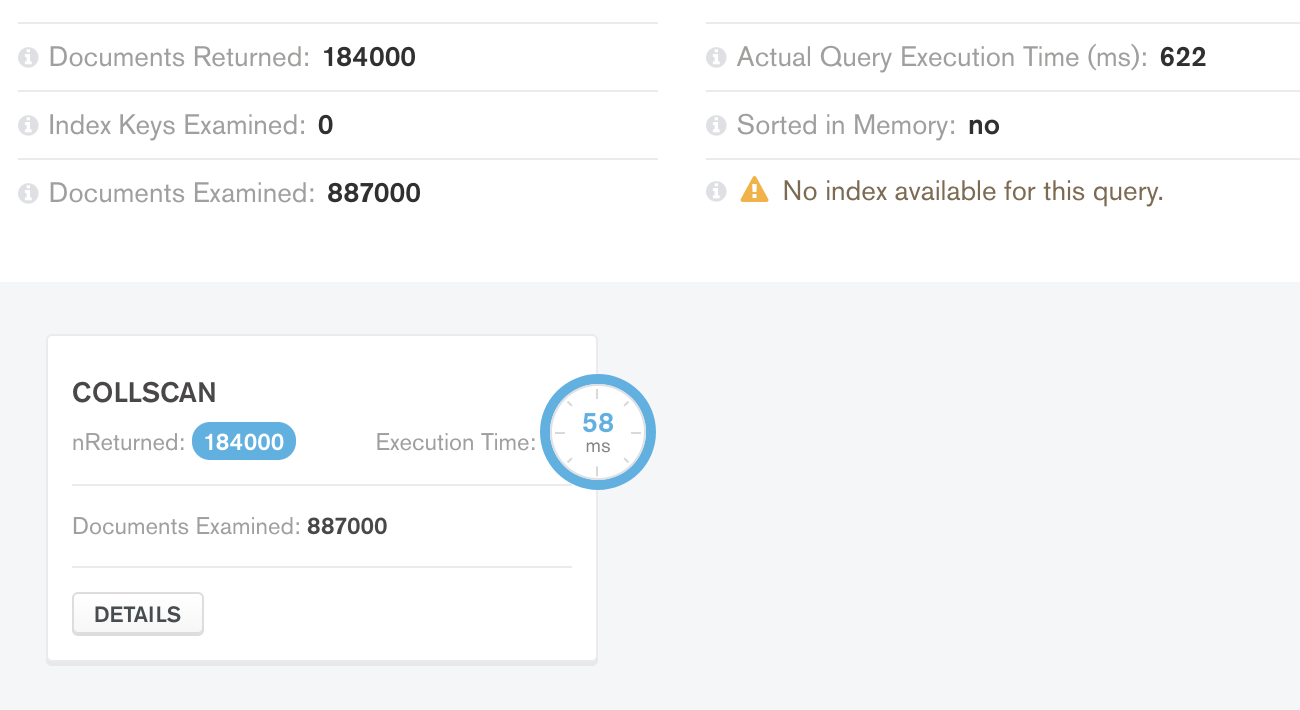 Documents Returned: 184000
Index Keys Examined: 0
Documents Examined: 887000
Actual Query Execution Time (ms): 622
Sorted in Memory: no
No index available for this query.
COLLSCAN
nReturned: 184000
Execution Time: 58 ms
Documents Examined: 887000
DETAILS